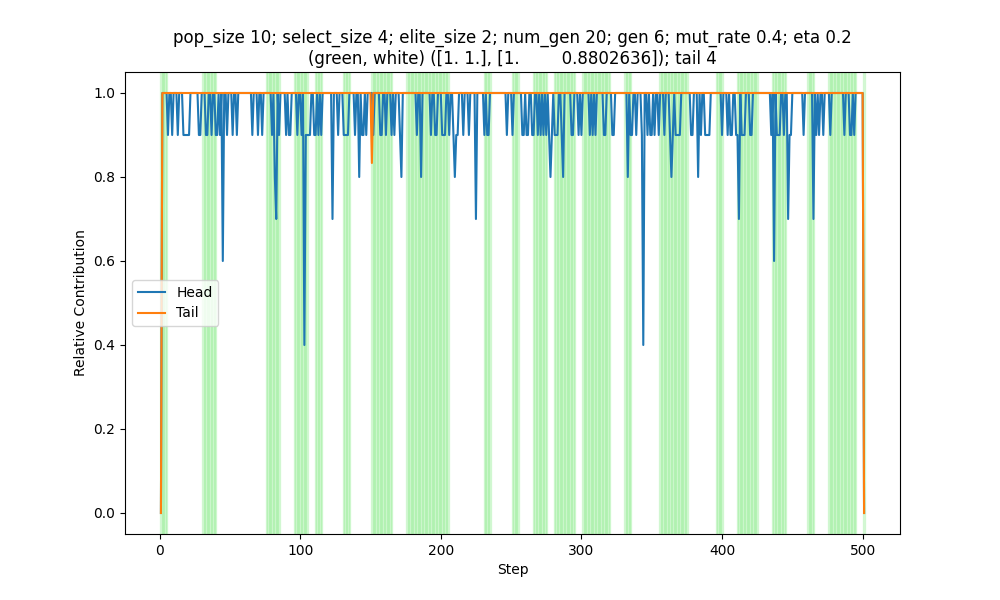 pop_size 10; select_size 4; elite_size 2; num_gen 20; gen 6; mut_rate 0.4; eta 0.2
(green, white) ([1. 1.], [1.        0.8802636]); tail 4
1.0
0.8
0.6
0.4
0.2
0.0
Relative Contribution
Head
Tail
0
100
200
300
400
500
Step